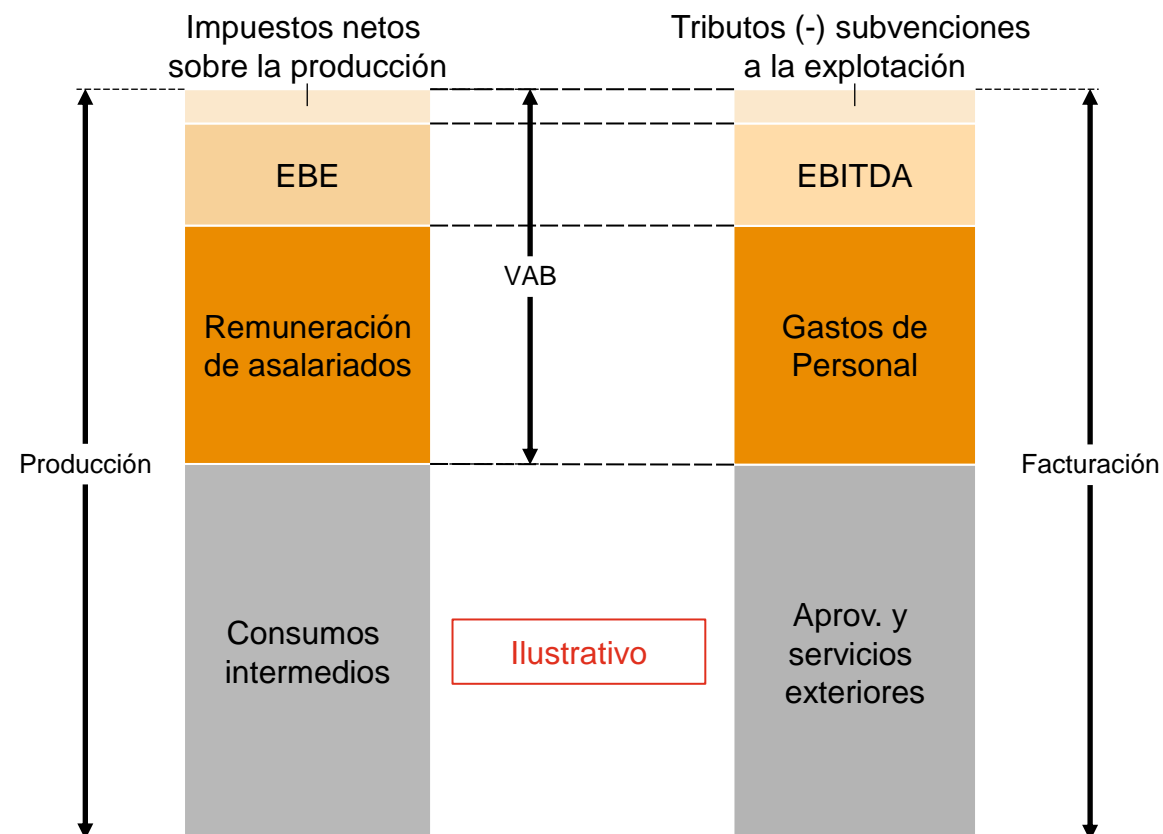 Impuestos netos
sobre la producción
Tributos (-) subvenciones
a la explotación
EBE
EBITDA
VAB
Remuneración
de asalariados
Gastos de
Personal
Producción
Facturación
Consumos
intermedios
Ilustrativo
Aprov. y
servicios
exteriores